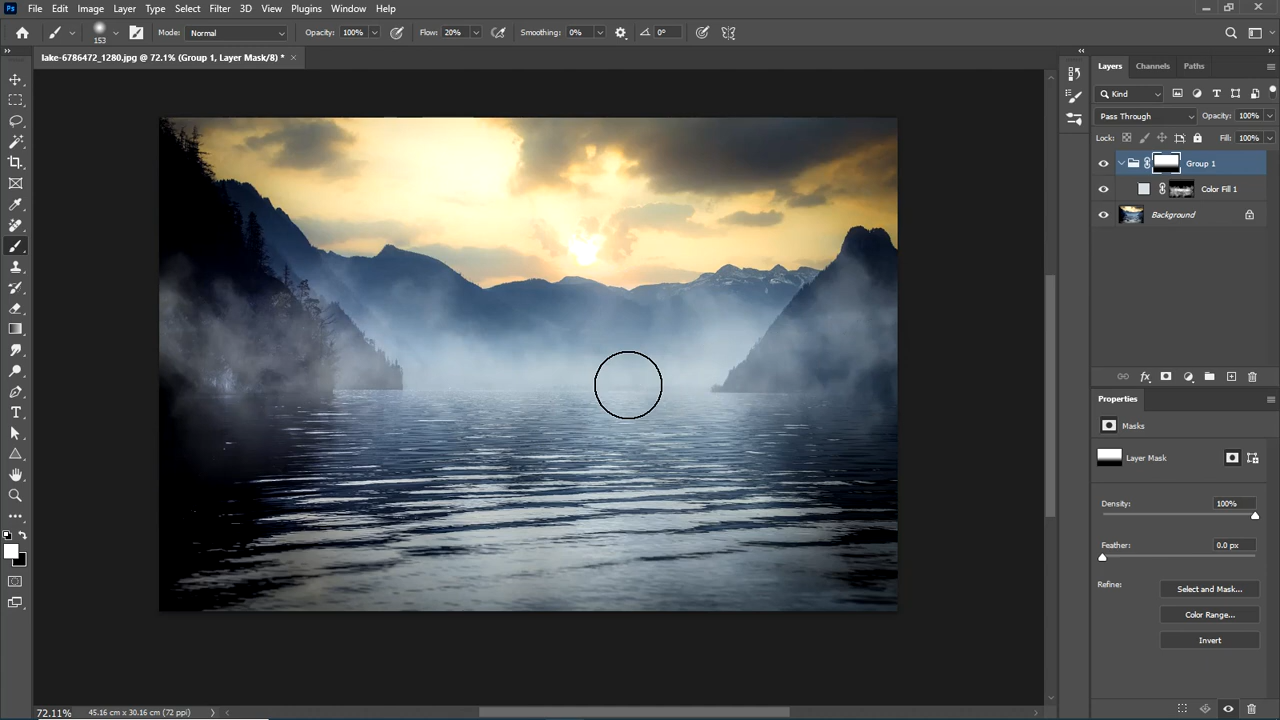 Ps File Edit Image Layer Type Select Filter 3D View Plugins Window Help
153 Mode: Normal Opacity: 100% Flow: 20% Smoothing: 0% 0°
lake-6786472_1280.jpg @ 72.1% (Group 1, Layer Mask/8) * ×
Layers Channels Paths
Kind
Pass Through Opacity: 100%
Lock: Fill: 100%
Group 1
Color Fill 1
Background
Properties
Masks
Layer Mask
Density: 100%
Feather: 0.0 px
Refine: Select and Mask...
Color Range...
Invert
72.11% 45.16 cm x 30.16 cm (72 ppi)